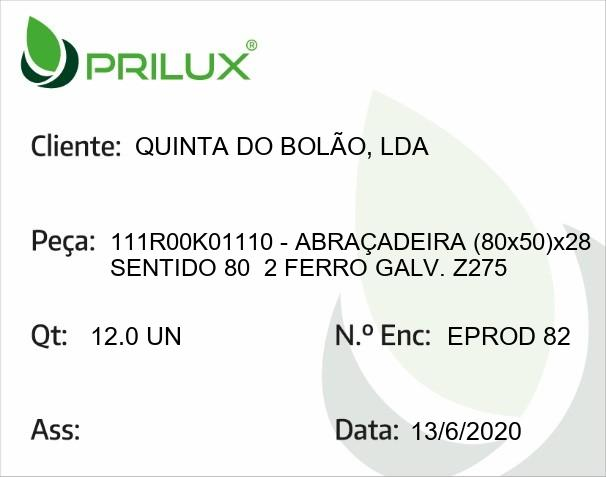 PRILUX®
Cliente: QUINTA DO BOLÃO, LDA
Peça: 111R00K01110 - ABRAÇADEIRA (80x50)x28
SENTIDO 80  2 FERRO GALV. Z275
Qt: 12.0 UN N.º Enc: EPROD 82
Ass: Data: 13/6/2020